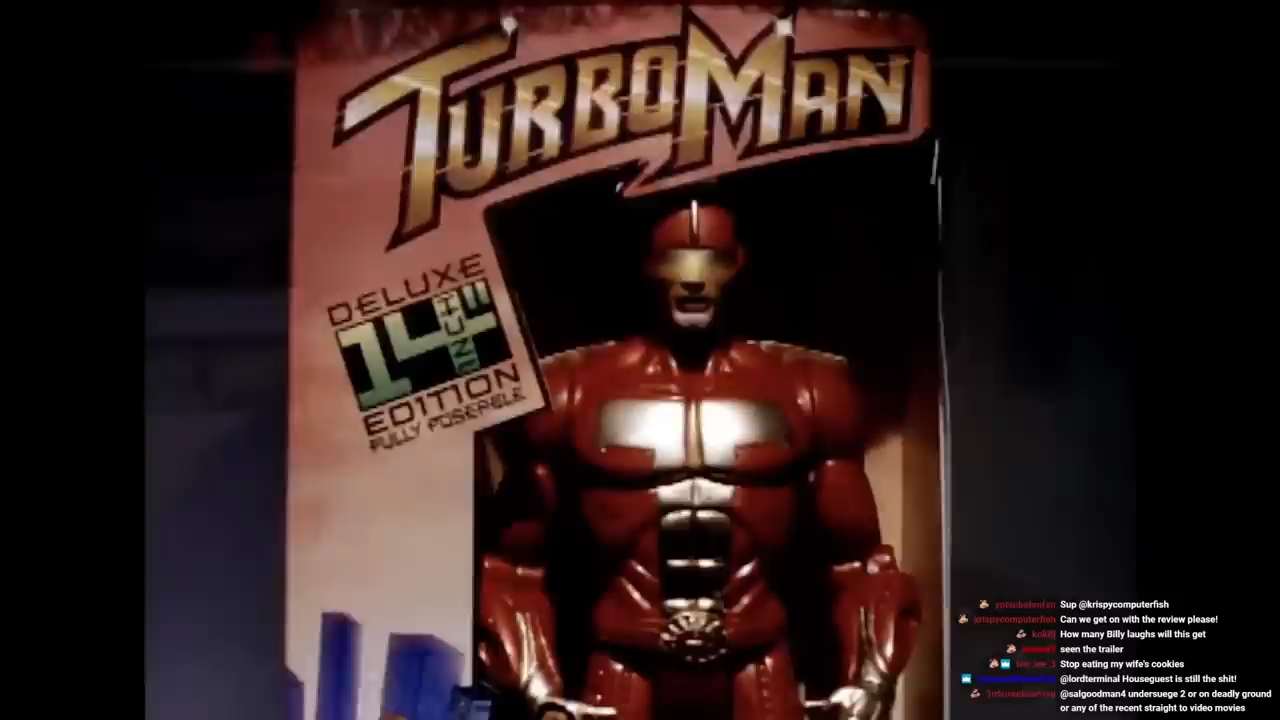 TURBOMAN
DELUXE
14
EDITION
FULLY POSEABLE
Sup @krispycomputerfish
krispycomputerfish Can we get on with the review please!
How many Billy laughs will this get
seen the trailer
Stop eating my wife's cookies
@lordterminal Houseguest is still the shit!
@salgoodman4 undersuege 2 or on deadly ground
or any of the recent straight to video movies